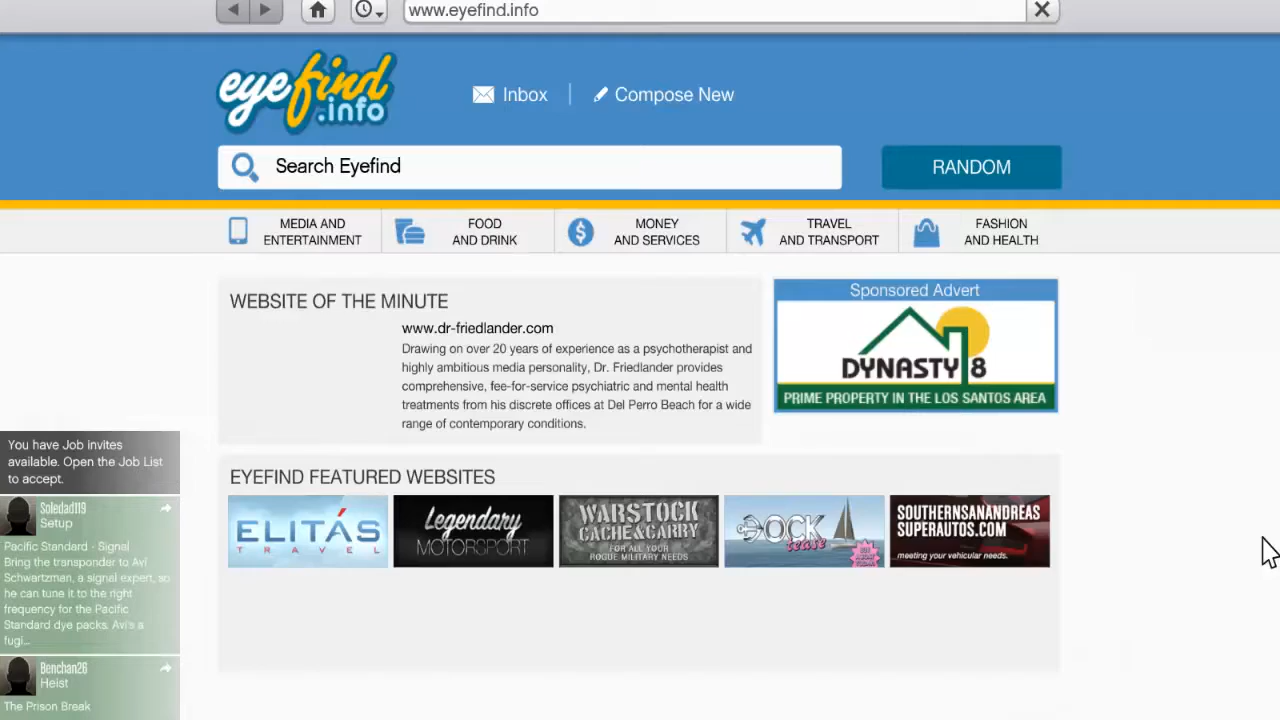 www.eyefind.info
eyefind
.info
Inbox
Compose New
Search Eyefind
RANDOM
MEDIA AND
ENTERTAINMENT
FOOD
AND DRINK
MONEY
AND SERVICES
TRAVEL
AND TRANSPORT
FASHION
AND HEALTH
WEBSITE OF THE MINUTE
www.dr-friedlander.com
Drawing on over 20 years of experience as a psychotherapist and
highly ambitious media personality, Dr. Friedlander provides
comprehensive, fee-for-service psychiatric and mental health
treatments from his discrete offices at Del Perro Beach for a wide
range of contemporary conditions.
Sponsored Advert
DYNASTY 8
PRIME PROPERTY IN THE LOS SANTOS AREA
You have Job invites
available. Open the Job List
to accept.
Soledad119
Setup
Pacific Standard - Signal
Bring the transponder to Avi
Schwartzman, a signal expert, so
he can tune it to the right
frequency for the Pacific
Standard dye packs. Avi's a
fugi...
Benchan26
Heist
The Prison Break
EYEFIND FEATURED WEBSITES
ELITÁS
TRAVEL
Legendary
MOTORSPORT
WARSTOCK
CACHE&CARRY
FOR ALL YOUR
ROGUE MILITARY NEEDS
DOCK
tease
SOUTHERNSANANDREAS
SUPERAUTOS.COM
meeting your vehicular needs.